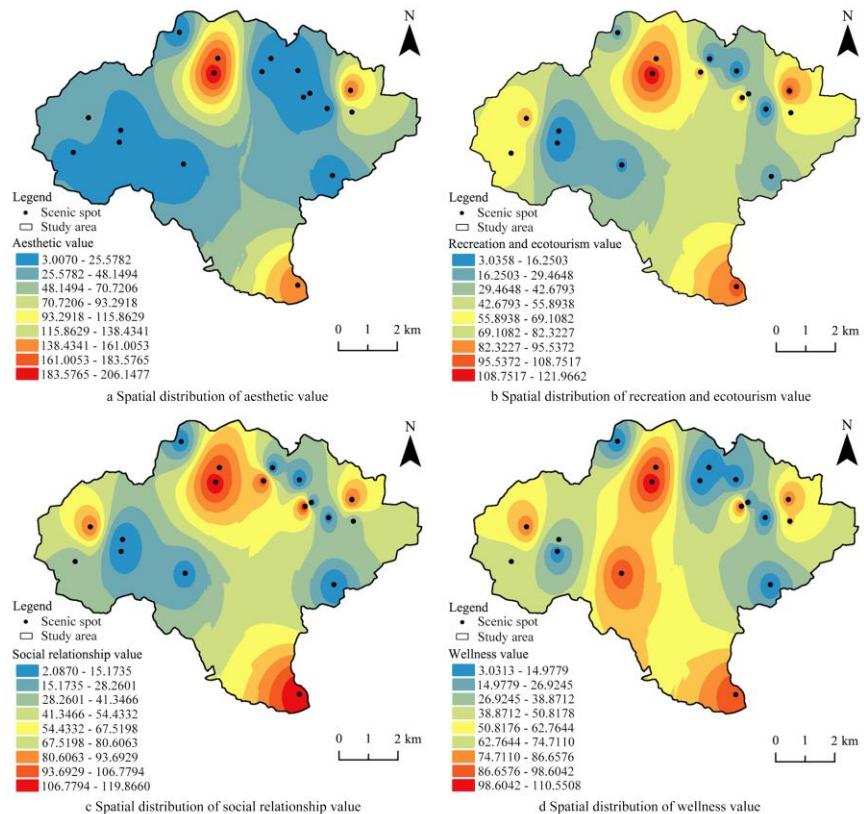 N
Legend
Scenic spot
Study area
Aesthetic value
3.0070 - 25.5782
25.5782 - 48.1494
48.1494 - 70.7206
70.7206 - 93.2918
93.2918 - 115.8629
115.8629 - 138.4341
138.4341 - 161.0053
161.0053 - 183.5765
183.5765 - 206.1477
0 1 2 km
a Spatial distribution of aesthetic value
N
Legend
Scenic spot
Study area
Recreation and ecotourism value
3.0358 - 16.2503
16.2503 - 29.4648
29.4648 - 42.6793
42.6793 - 55.8938
55.8938 - 69.1082
69.1082 - 82.3227
82.3227 - 95.5372
95.5372 - 108.7517
108.7517 - 121.9662
0 1 2 km
b Spatial distribution of recreation and ecotourism value
N
Legend
Scenic spot
Study area
Social relationship value
2.0870 - 15.1735
15.1735 - 28.2601
28.2601 - 41.3466
41.3466 - 54.4332
54.4332 - 67.5198
67.5198 - 80.6063
80.6063 - 93.6929
93.6929 - 106.7794
106.7794 - 119.8660
0 1 2 km
c Spatial distribution of social relationship value
N
Legend
Scenic spot
Study area
Wellness value
3.0313 - 14.9779
14.9779 - 26.9245
26.9245 - 38.8712
38.8712 - 50.8178
50.8176 - 62.7644
62.7644 - 74.7110
74.7110 - 86.6576
86.6576 - 98.6042
98.6042 - 110.5508
0 1 2 km
d Spatial distribution of wellness value